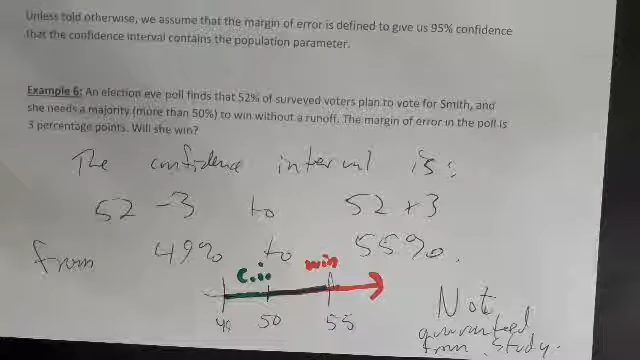 Unless told otherwise, we assume that the margin of error is defined to give us 95% confidence
that the confidence interval contains the population parameter.
Example 6: An election eve poll finds that 52% of surveyed voters plan to vote for Smith, and
she needs a majority (more than 50%) to win without a runoff. The margin of error in the poll is
3 percentage points. Will she win?
The confidence interval is:
52 - 3 to 52 + 3
from 49% to 55%.
C.i. win
49 50 55
Not
guaranteed
from study.